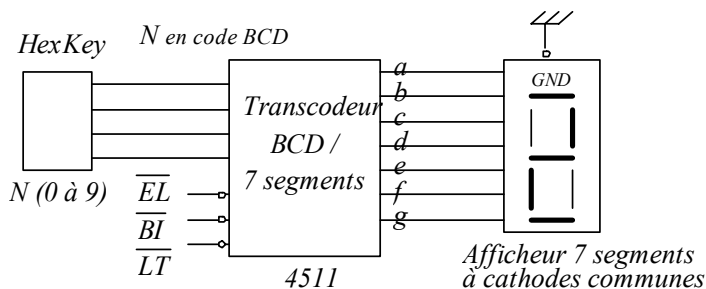 HexKey
N en code BCD
N (0 à 9)
Transcodeur
BCD /
7 segments
EL
BI
LT
4511
a
b
c
d
e
f
g
GND
Afficheur 7 segments
à cathodes communes